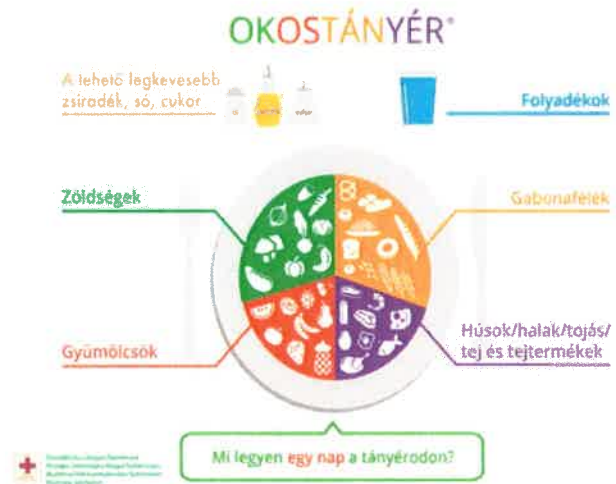 OKOSTÁNYÉR®
A lehető legkevesebb
zsiradék, só, cukor
Folyadékok
Zöldségek
Gabonafélék
Gyümölcsök
Húsok/halak/tojás/
tej és tejtermékek
Mi legyen egy nap a tányérodon?